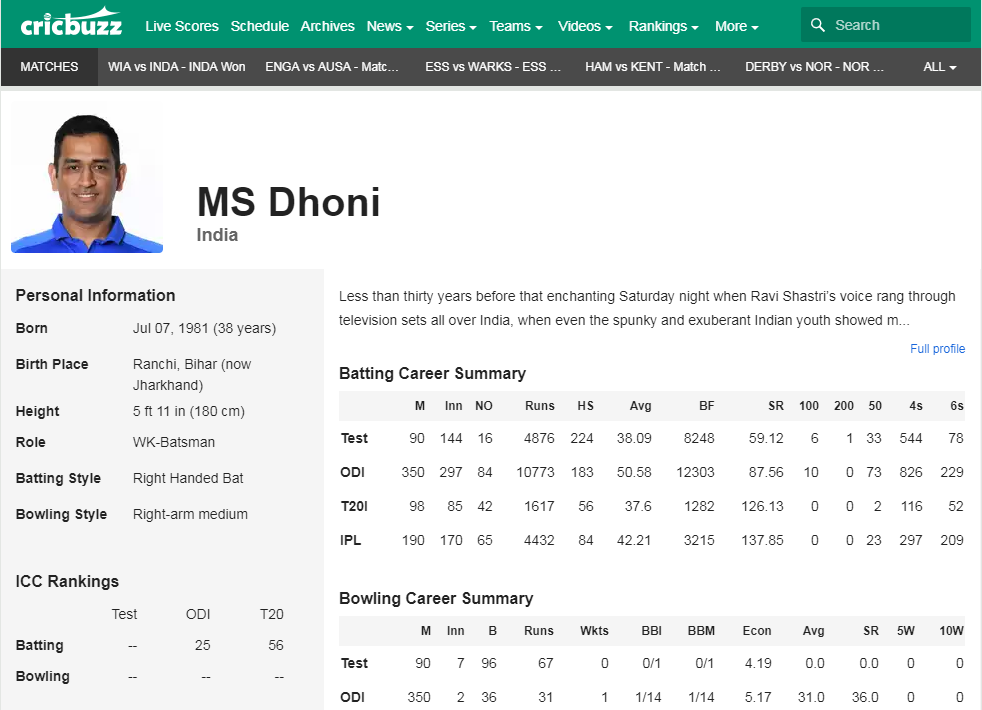 cricbuzz Live Scores Schedule Archives News Series Teams Videos Rankings More Search
MATCHES WIA vs INDA - INDA Won ENGA vs AUSA - Matc... ESS vs WARKS - ESS ... HAM vs KENT - Match ... DERBY vs NOR - NOR ... ALL
MS Dhoni
India
Personal Information
Born Jul 07, 1981 (38 years)
Birth Place Ranchi, Bihar (now
Jharkhand)
Height 5 ft 11 in (180 cm)
Role WK-Batsman
Batting Style Right Handed Bat
Bowling Style Right-arm medium
ICC Rankings
Test ODI T20
Batting -- 25 56
Bowling -- -- --
Less than thirty years before that enchanting Saturday night when Ravi Shastri's voice rang through
television sets all over India, when even the spunky and exuberant Indian youth showed m...
Full profile
Batting Career Summary
M Inn NO Runs HS Avg BF SR 100 200 50 4s 6s
Test 90 144 16 4876 224 38.09 8248 59.12 6 1 33 544 78
ODI 350 297 84 10773 183 50.58 12303 87.56 10 0 73 826 229
T20I 98 85 42 1617 56 37.6 1282 126.13 0 0 2 116 52
IPL 190 170 65 4432 84 42.21 3215 137.85 0 0 23 297 209
Bowling Career Summary
M Inn B Runs Wkts BBI BBM Econ Avg SR 5W 10W
Test 90 7 96 67 0 0/1 0/1 4.19 0.0 0.0 0 0
ODI 350 2 36 31 1 1/14 1/14 5.17 31.0 36.0 0 0